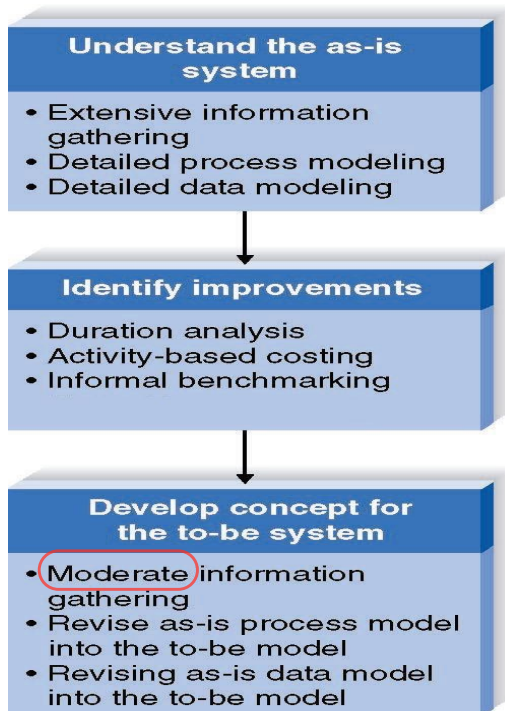 Understand the as-is
system
• Extensive information
gathering
• Detailed process modeling
• Detailed data modeling
Identify improvements
• Duration analysis
• Activity-based costing
• Informal benchmarking
Develop concept for
the to-be system
• Moderate information
gathering
• Revise as-is process model
into the to-be model
• Revising as-is data model
into the to-be model